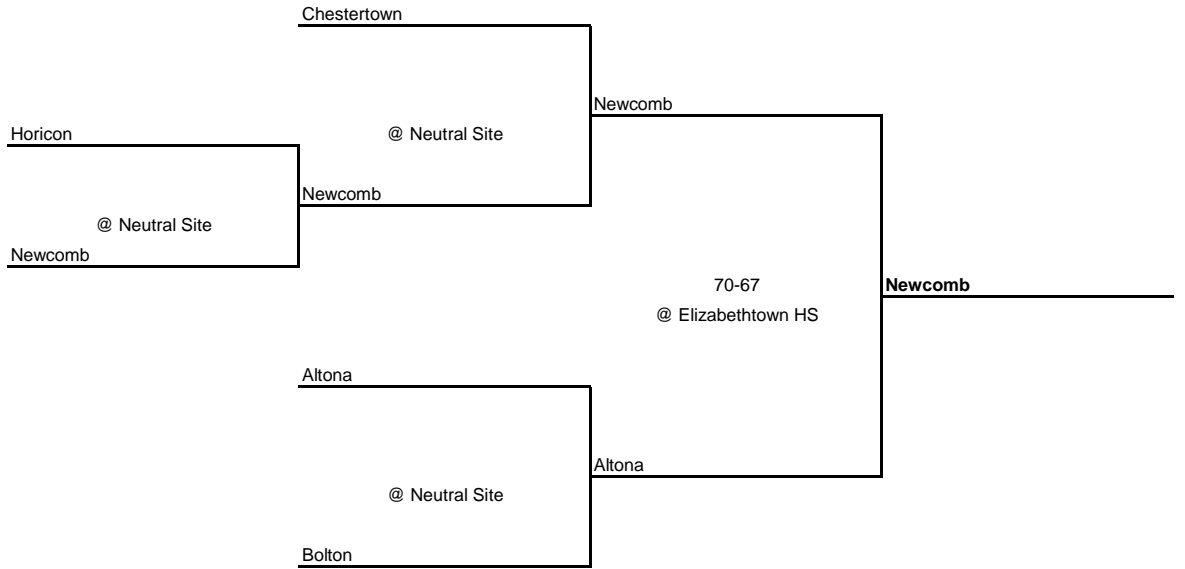 Chestertown
Newcomb
Horicon
@ Neutral Site
Newcomb
@ Neutral Site
Newcomb
70-67
Newcomb
@ Elizabethtown HS
Altona
Altona
@ Neutral Site
Bolton